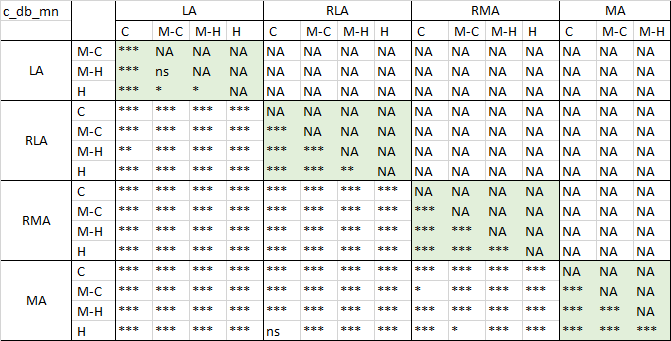 c_db_mn LA RLA RMA MA
C M-C M-H H C M-C M-H H C M-C M-H H C M-C M-H
LA M-C *** NA NA NA NA NA NA NA NA NA NA NA NA NA NA
M-H *** ns NA NA NA NA NA NA NA NA NA NA NA NA NA
H *** * * NA NA NA NA NA NA NA NA NA NA NA NA
RLA C *** *** *** *** NA NA NA NA NA NA NA NA NA NA NA
M-C *** *** *** *** *** NA NA NA NA NA NA NA NA NA NA
M-H ** *** *** *** *** *** NA NA NA NA NA NA NA NA NA
H *** *** *** *** *** *** ** NA NA NA NA NA NA NA NA
RMA C *** *** *** *** *** *** *** *** NA NA NA NA NA NA NA
M-C *** *** *** *** *** *** *** *** *** NA NA NA NA NA NA
M-H *** *** *** *** *** *** *** *** *** *** NA NA NA NA NA
H *** *** *** *** *** *** *** *** *** *** *** NA NA NA NA
MA C *** *** *** *** *** *** *** *** *** *** *** *** NA NA NA
M-C *** *** *** *** *** *** *** *** * *** *** *** *** NA NA
M-H *** *** *** *** *** *** *** *** *** *** *** *** *** *** NA
H *** *** *** *** ns *** *** *** *** * *** *** *** *** ***